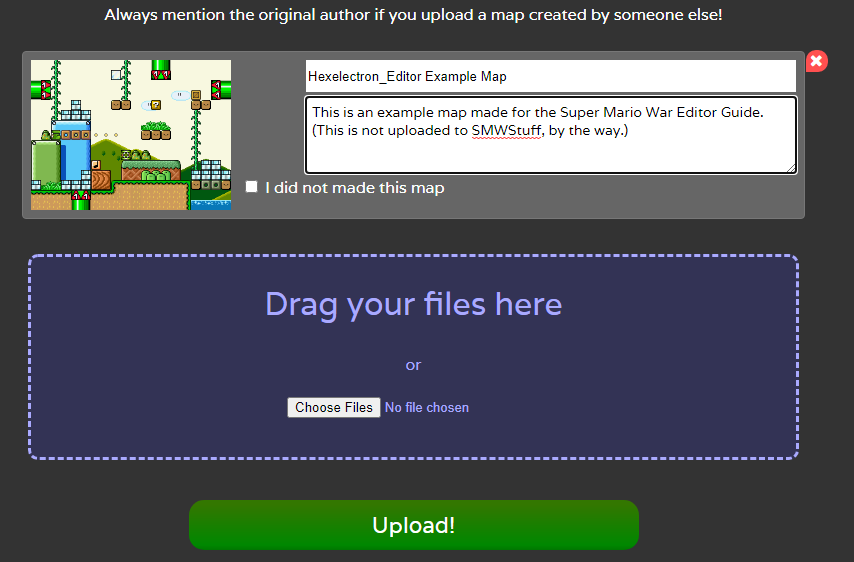 Always mention the original author if you upload a map created by someone else!
Hexelectron_Editor Example Map
This is an example map made for the Super Mario War Editor Guide.
(This is not uploaded to SMWStuff, by the way.)
I did not made this map
Drag your files here
or
Choose Files No file chosen
Upload!